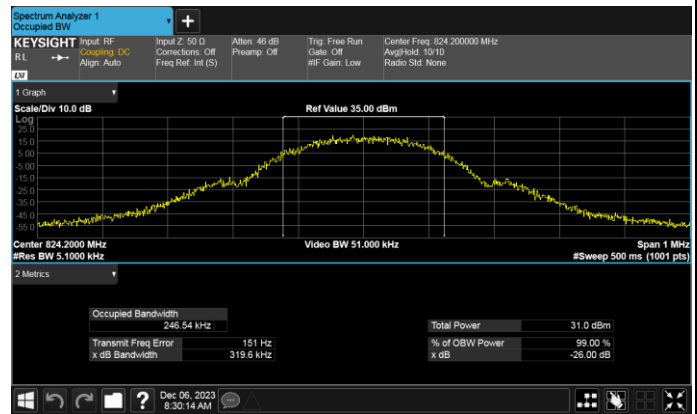 Spectrum Analyzer 1
Occupied BW
+
KEYSIGHT Input: RF Input Z: 50 Ω Atten: 46 dB Trig: Free Run Center Freq: 824.200000 MHz
R L Coupling: DC Corrections: Off Preamp: Off Gate: Off Avg|Hold: 10/10
Align: Auto Freq Ref: Int (S) #IF Gain: Low Radio Std: None
LXI
1 Graph
Scale/Div 10.0 dB Ref Value 35.00 dBm
Log
25.0
15.0
5.00
-5.00
-15.0
-25.0
-35.0
-45.0
-55.0
Center 824.2000 MHz Video BW 51.000 kHz Span 1 MHz
#Res BW 5.1000 kHz #Sweep 500 ms (1001 pts)
2 Metrics
Occupied Bandwidth
246.54 kHz Total Power 31.0 dBm
Transmit Freq Error 151 Hz % of OBW Power 99.00 %
x dB Bandwidth 319.6 kHz x dB -26.00 dB
? Dec 06, 2023
8:30:14 AM